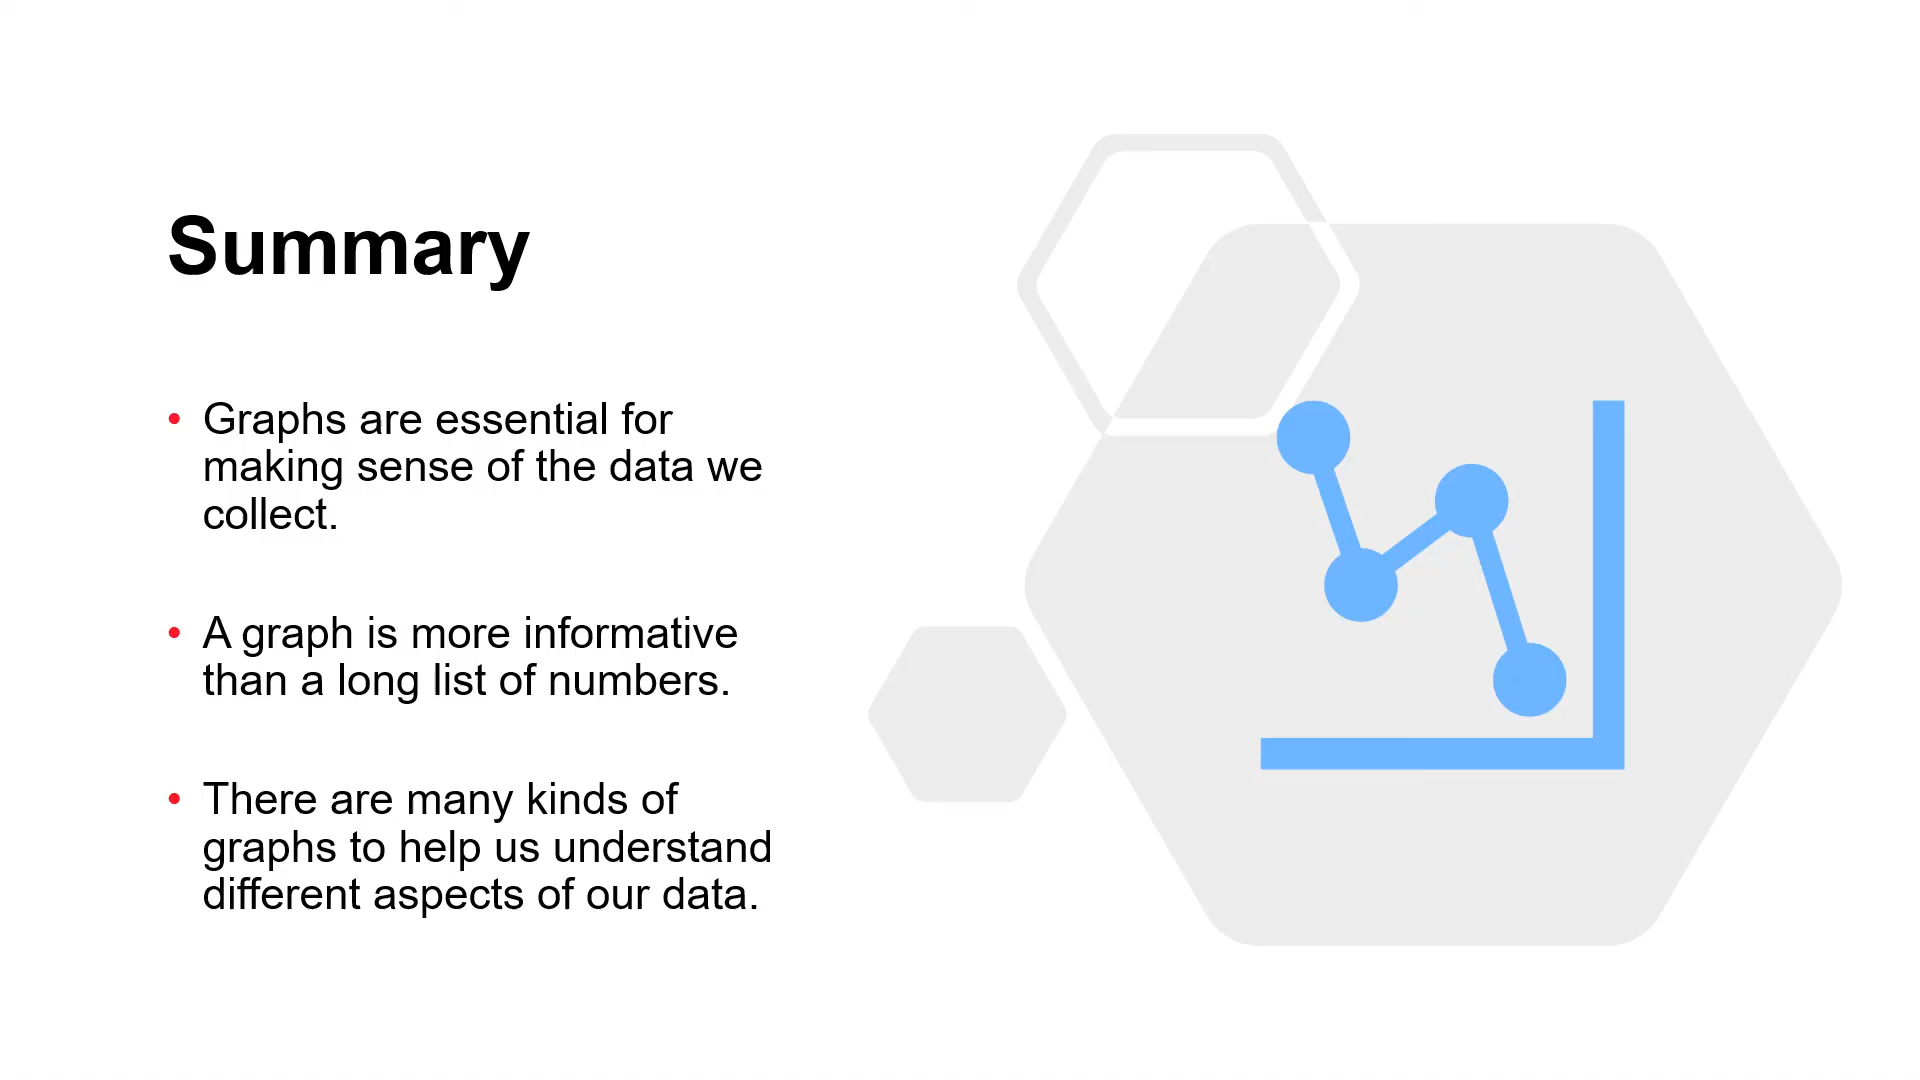 Summary
• Graphs are essential for
making sense of the data we
collect.
• A graph is more informative
than a long list of numbers.
• There are many kinds of
graphs to help us understand
different aspects of our data.